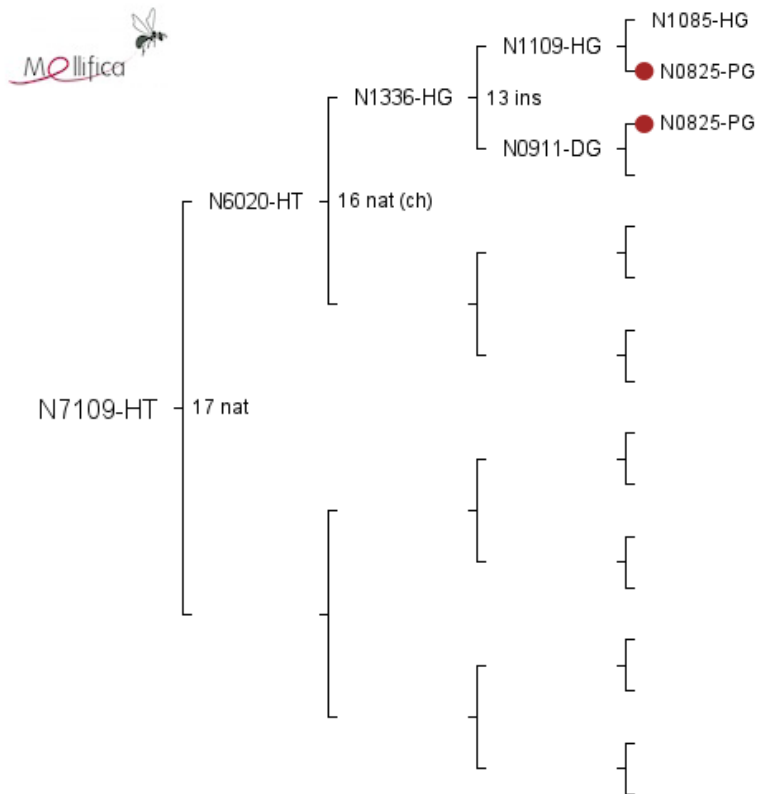 Mellifica
N1085-HG
N1109-HG
N0825-PG
N1336-HG
13 ins
N0825-PG
N0911-DG
N6020-HT
16 nat (ch)
N7109-HT
17 nat